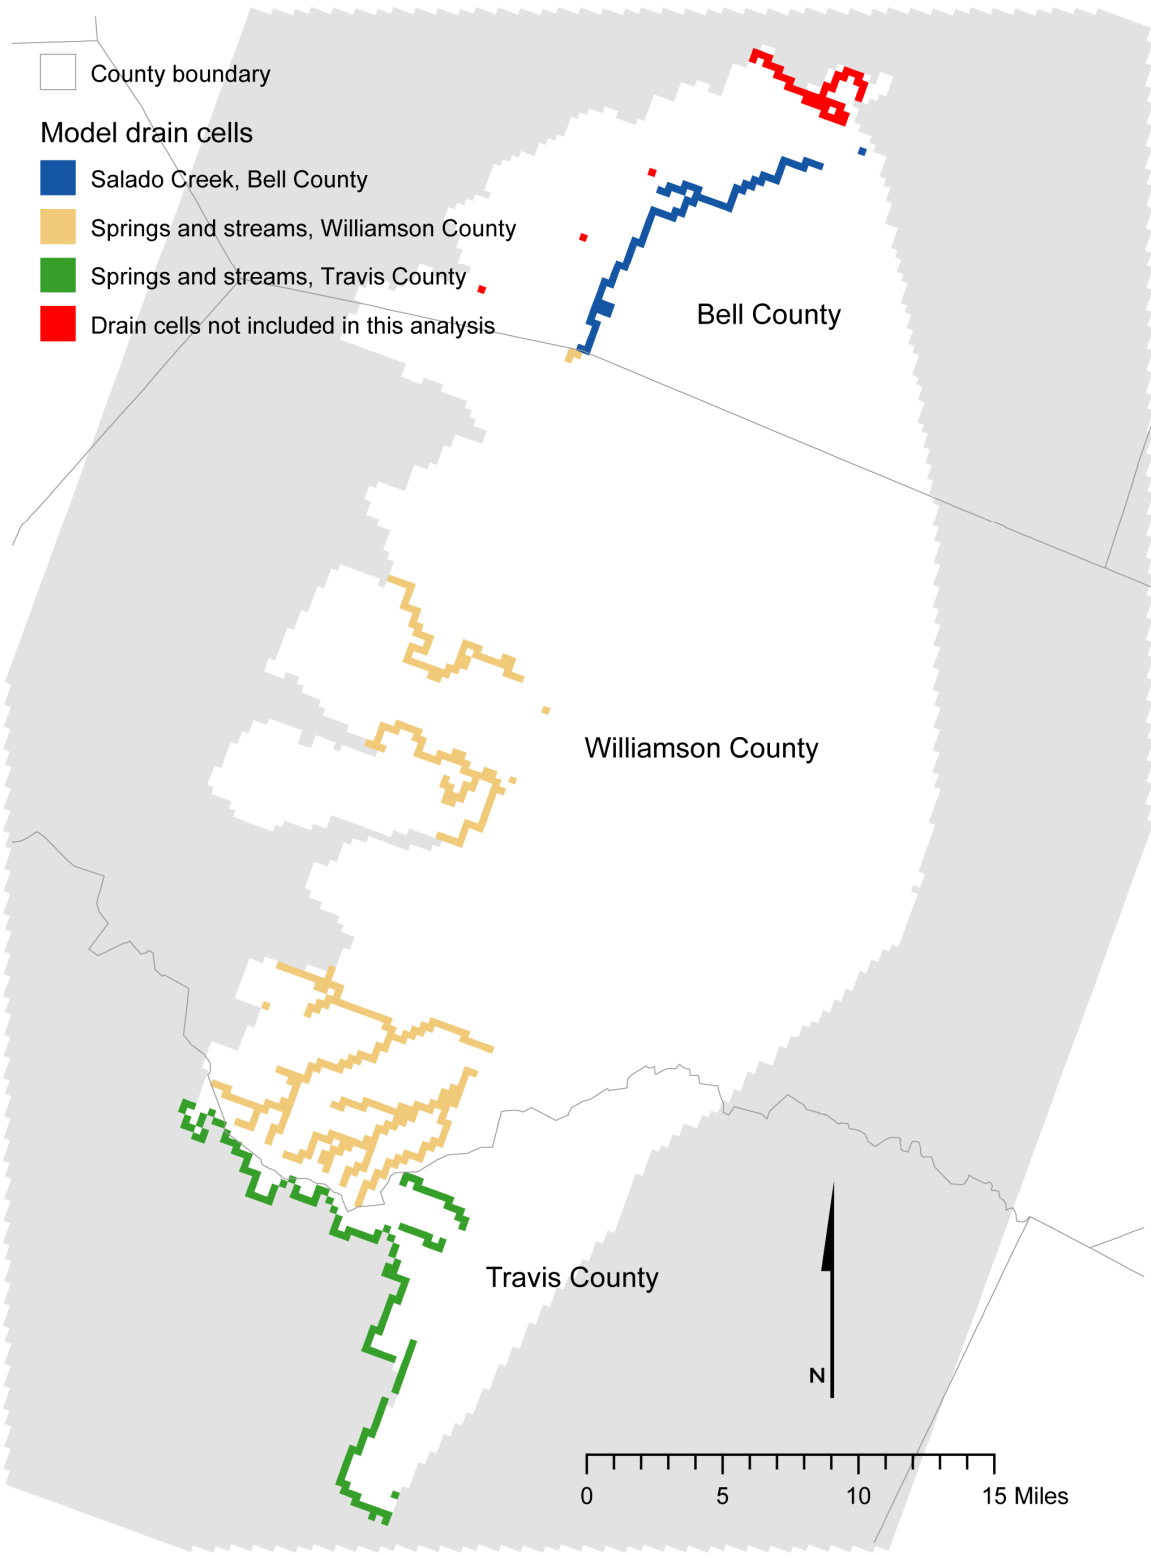 County boundary
Model drain cells
Salado Creek, Bell County
Springs and streams, Williamson County
Springs and streams, Travis County
Drain cells not included in this analysis
Bell County
Williamson County
Travis County
N
0 5 10 15 Miles